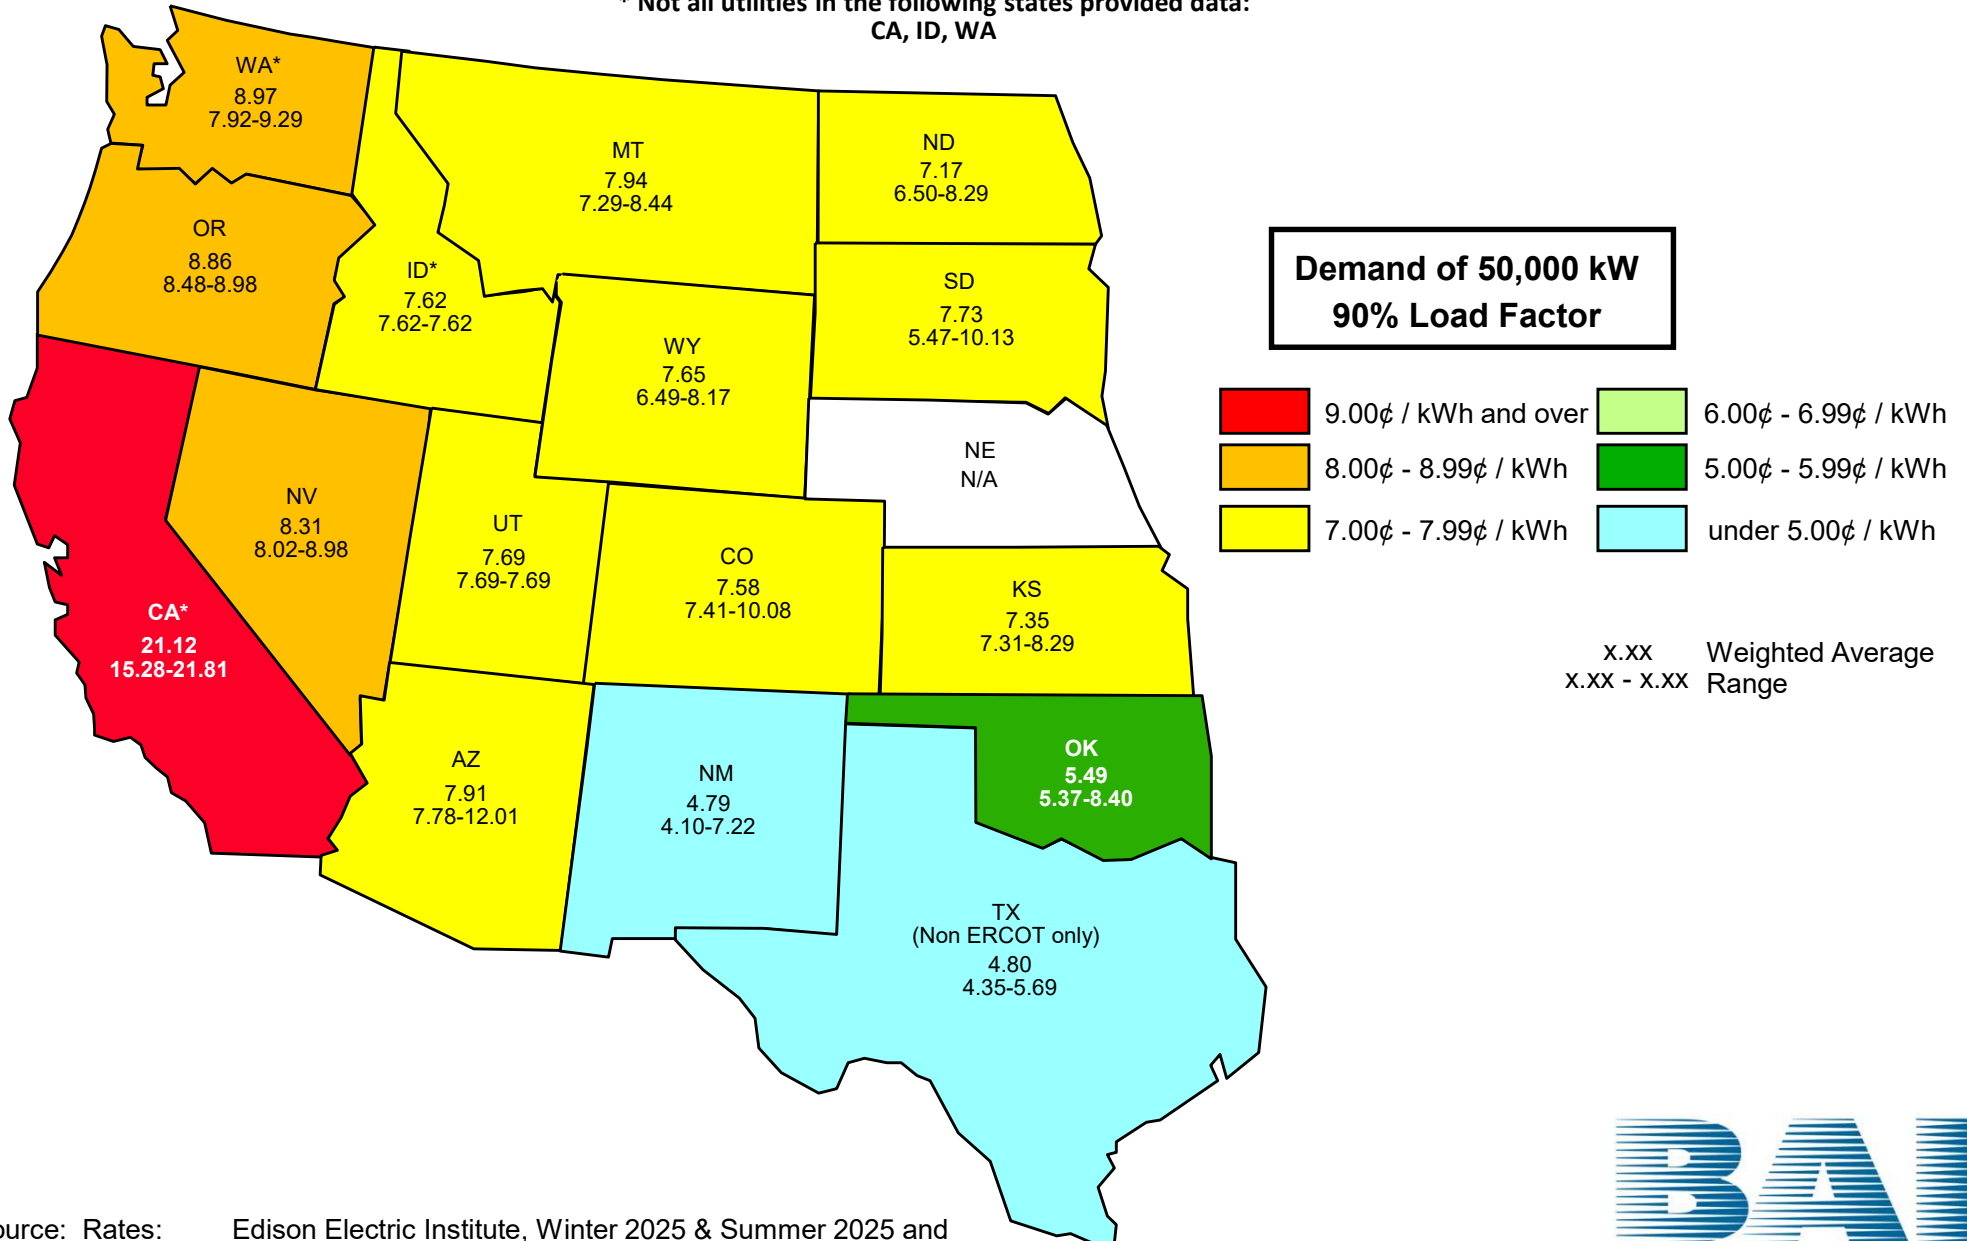 * Not all utilities in the following states provided data:
CA, ID, WA
WA*
8.97
7.92-9.29
OR
8.86
8.48-8.98
ID*
7.62
7.62-7.62
MT
7.94
7.29-8.44
ND
7.17
6.50-8.29
SD
7.73
5.47-10.13
WY
7.65
6.49-8.17
NE
N/A
NV
8.31
8.02-8.98
UT
7.69
7.69-7.69
CO
7.58
7.41-10.08
KS
7.35
7.31-8.29
CA*
21.12
15.28-21.81
AZ
7.91
7.78-12.01
NM
4.79
4.10-7.22
OK
5.49
5.37-8.40
TX
(Non ERCOT only)
4.80
4.35-5.69
Demand of 50,000 kW
90% Load Factor
9.00¢ / kWh and over
8.00¢ - 8.99¢ / kWh
7.00¢ - 7.99¢ / kWh
6.00¢ - 6.99¢ / kWh
5.00¢ - 5.99¢ / kWh
under 5.00¢ / kWh
x.xx Weighted Average
x.xx - x.xx Range
ource: Rates: Edison Electric Institute, Winter 2025 & Summer 2025 and
BAI